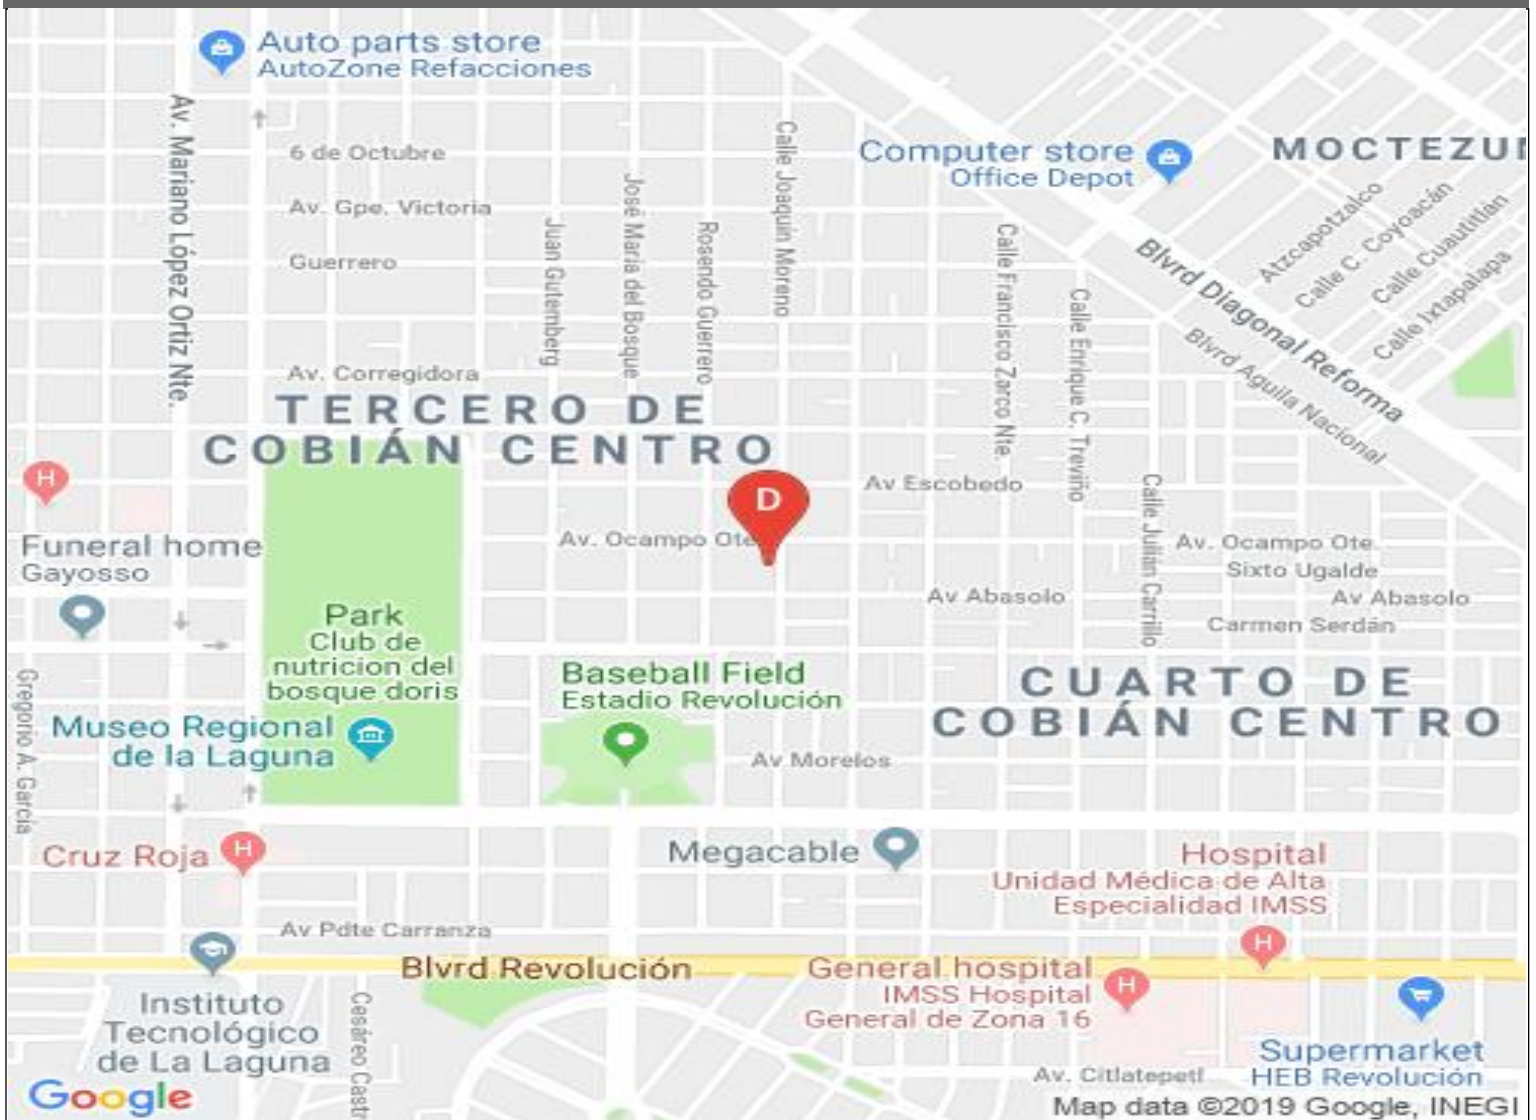 Auto parts store
AutoZone Refacciones
Av. Mariano López Ortiz Nte.
6 de Octubre
Av. Gpe. Victoria
Guerrero
Av. Corregidora
Juan Gutemberg
José María del Bosque
Rosendo Guerrero
Calle Joaquín Moreno
Computer store
Office Depot
MOCTEZUM
Atzcapotzalco
Calle C. Coyoacán
Calle Cuautitlán
Calle Ixtapalapa
Blvrd Diagonal Reforma
Blvrd Aguila Nacional
Calle Francisco Zarco Nte.
Calle Enrique C. Treviño
TERCERO DE
COBIÁN CENTRO
H
D
Av Escobedo
Av. Ocampo Ote.
Calle Julián Carrillo
Av. Ocampo Ote.
Sixto Ugalde
Av Abasolo
Av Abasolo
Carmen Serdán
Funeral home
Gayosso
Park
Club de
nutricion del
bosque doris
Gregorio A. García
Museo Regional
de la Laguna
Baseball Field
Estadio Revolución
CUARTO DE
COBIÁN CENTRO
Av Morelos
Cruz Roja
H
Megacable
Hospital
Unidad Médica de Alta
Especialidad IMSS
H
Av Pdte Carranza
Blvrd Revolución
General hospital
IMSS Hospital
General de Zona 16
H
Instituto
Tecnológico
de La Laguna
Cesáreo Castr
Supermarket
HEB Revolución
Av. Citlatepetl
Google
Map data ©2019 Google, INEGI